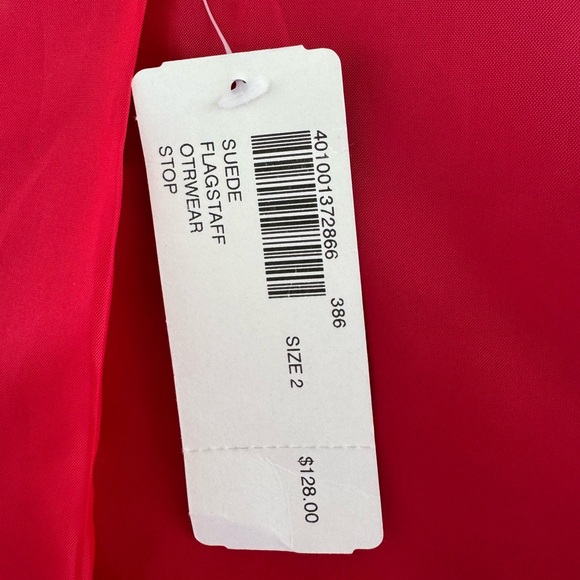 401001372866
386
SUEDE
FLAGSTAFF
OTRWEAR
STOP
SIZE 2
$128.00